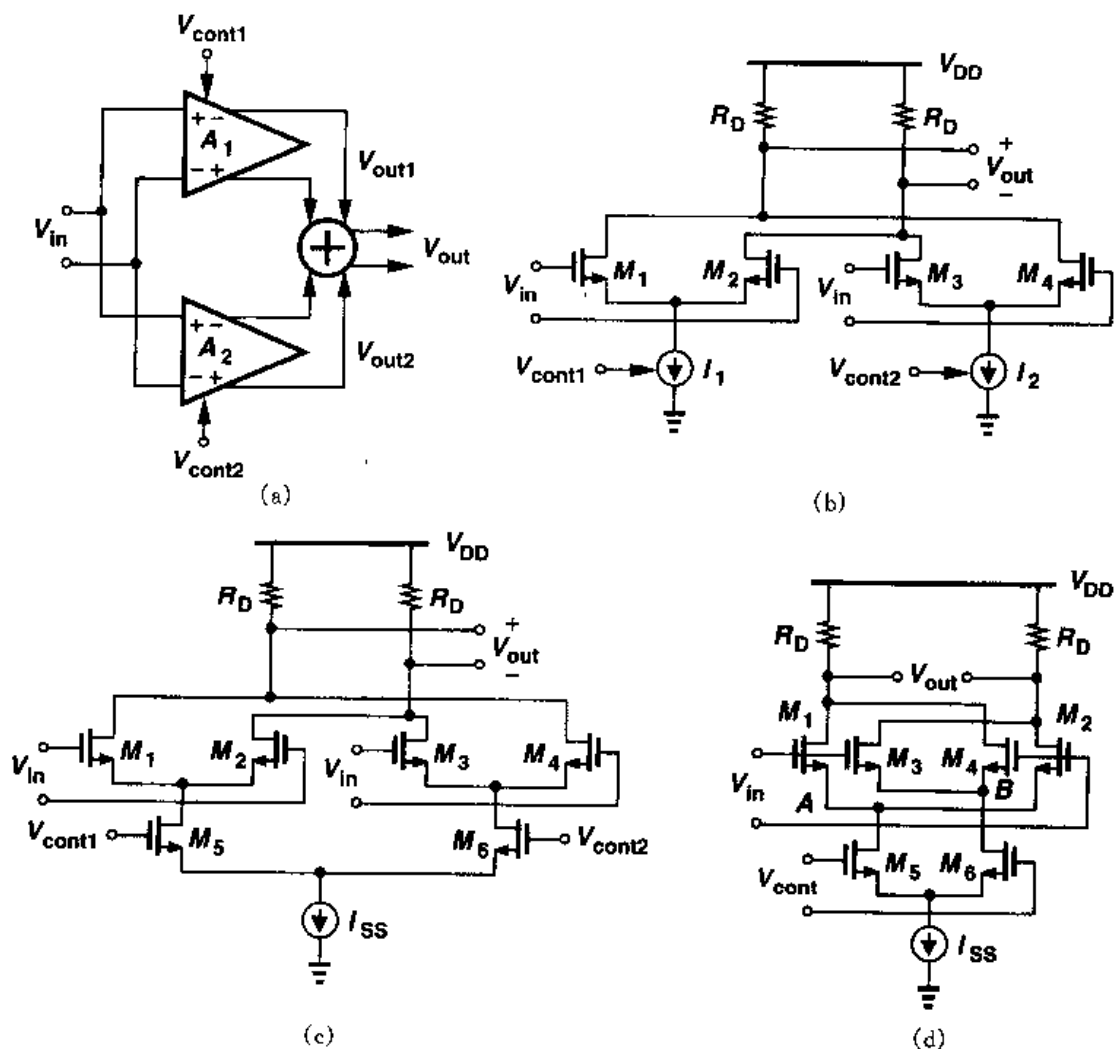 Vcont1
+ −
A1
− +
Vout1
Vin
+
Vout
+ −
A2
− +
Vout2
Vcont2
(a)
VDD
RD
RD
+
Vout
−
Vin
M1
M2
Vin
M3
M4
Vcont1
I1
Vcont2
I2
(b)
VDD
RD
RD
+
Vout
−
Vin
M1
M2
Vin
M3
M4
Vcont1
M5
M6
Vcont2
ISS
(c)
VDD
RD
RD
Vout
M1
M2
M3
M4
Vin
A
B
M5
M6
Vcont
ISS
(d)